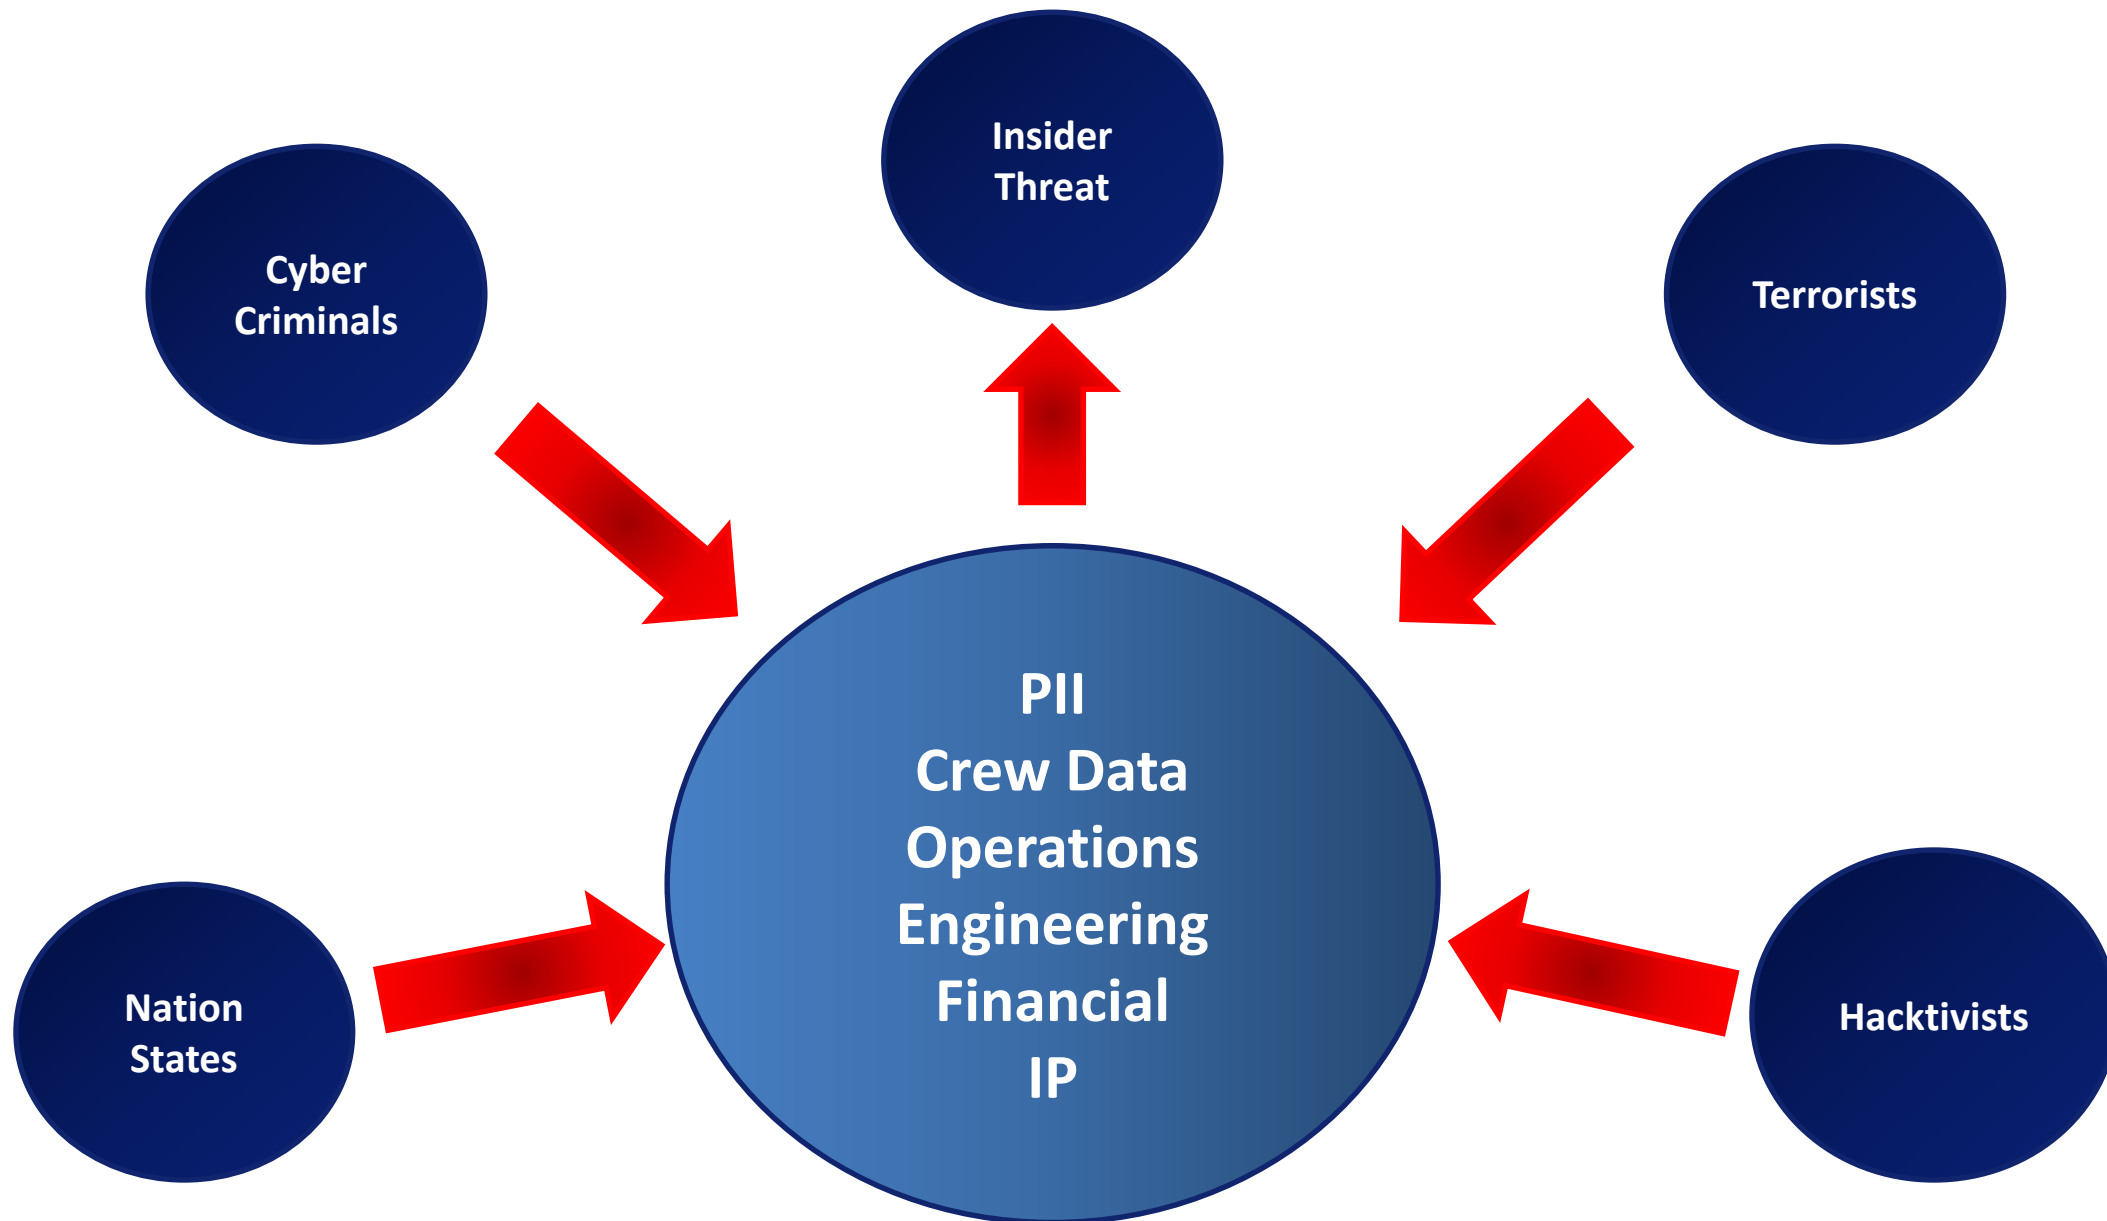 Insider
Threat
Cyber
Criminals
Terrorists
PII
Crew Data
Operations
Engineering
Financial
IP
Nation
States
Hacktivists